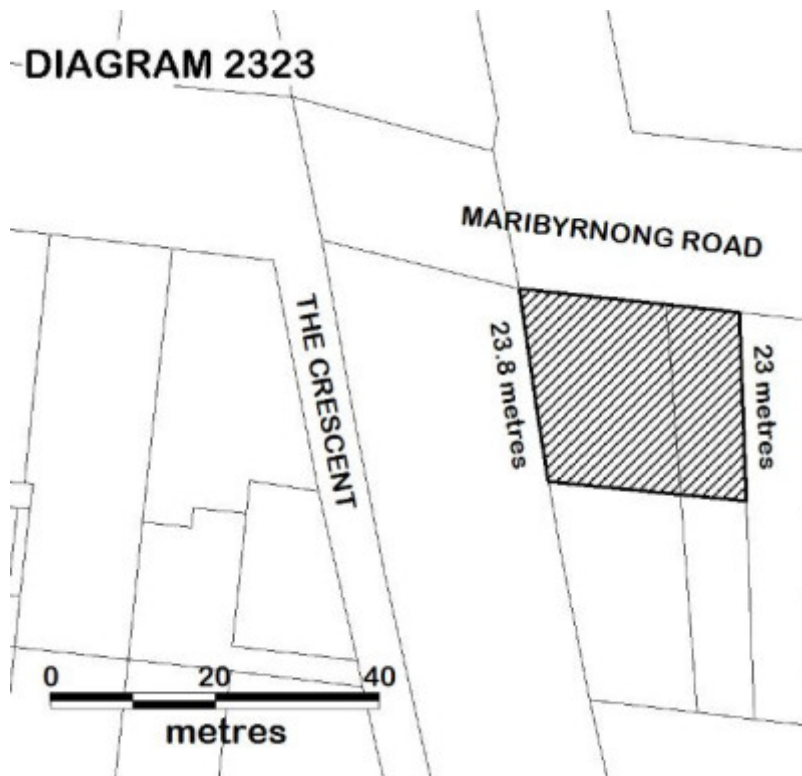 DIAGRAM 2323
MARIBYRNONG ROAD
THE CRESCENT
23.8 metres
23 metres
0 20 40
metres